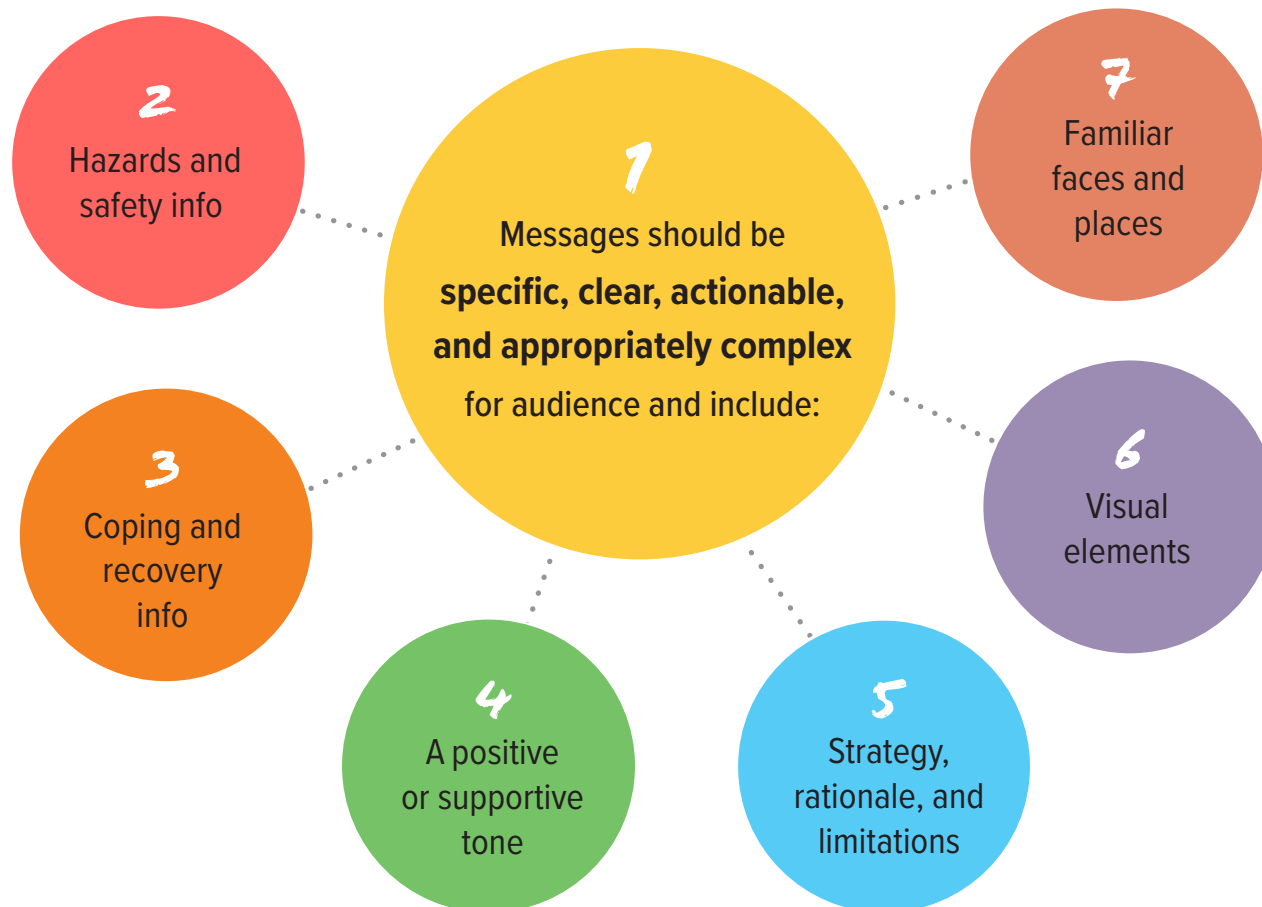 1
Messages should be
specific, clear, actionable,
and appropriately complex
for audience and include:
2
Hazards and
safety info
3
Coping and
recovery
info
4
A positive
or supportive
tone
5
Strategy,
rationale, and
limitations
6
Visual
elements
7
Familiar
faces and
places